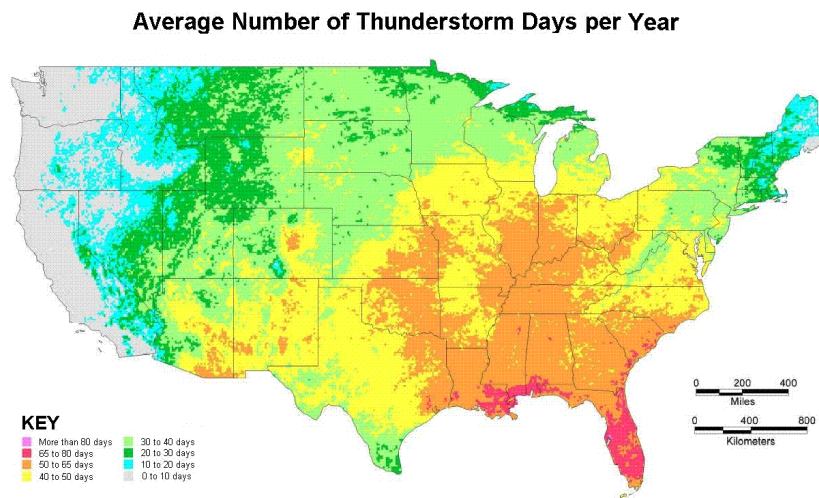 Average Number of Thunderstorm Days per Year
0 200 400
Miles
0 400 800
Kilometers
KEY
More than 80 days
65 to 80 days
50 to 65 days
40 to 50 days
30 to 40 days
20 to 30 days
10 to 20 days
0 to 10 days